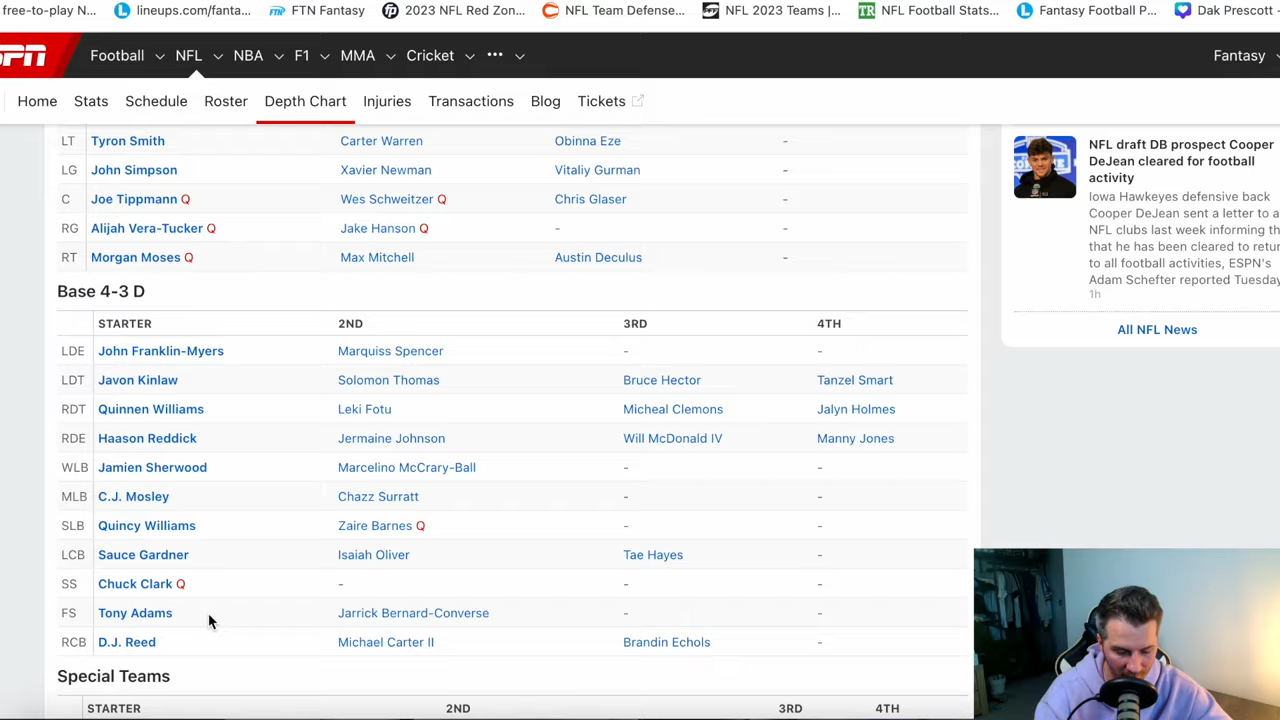 free-to-play N lineups.com/fanta... FTN Fantasy 2023 NFL Red Zon... NFL Team Defense... NFL 2023 Teams |... NFL Football Stats... Fantasy Football P... Dak Prescott -
Football NFL NBA F1 MMA Cricket ••• Fantasy
Home Stats Schedule Roster Depth Chart Injuries Transactions Blog Tickets
LT Tyron Smith Carter Warren Obinna Eze -
LG John Simpson Xavier Newman Vitaliy Gurman -
C Joe Tippmann Q Wes Schweitzer Q Chris Glaser -
RG Alijah Vera-Tucker Q Jake Hanson Q - -
RT Morgan Moses Q Max Mitchell Austin Deculus -
Base 4-3 D
STARTER 2ND 3RD 4TH
LDE John Franklin-Myers Marquiss Spencer - -
LDT Javon Kinlaw Solomon Thomas Bruce Hector Tanzel Smart
RDT Quinnen Williams Leki Fotu Micheal Clemons Jalyn Holmes
RDE Haason Reddick Jermaine Johnson Will McDonald IV Manny Jones
WLB Jamien Sherwood Marcelino McCrary-Ball - -
MLB C.J. Mosley Chazz Surratt - -
SLB Quincy Williams Zaire Barnes Q - -
LCB Sauce Gardner Isaiah Oliver Tae Hayes -
SS Chuck Clark Q - - -
FS Tony Adams Jarrick Bernard-Converse - -
RCB D.J. Reed Michael Carter II Brandin Echols -
Special Teams
STARTER 2ND 3RD 4TH
NFL draft DB prospect Cooper
DeJean cleared for football
activity
Iowa Hawkeyes defensive back
Cooper DeJean sent a letter to a
NFL clubs last week informing th
that he has been cleared to retu
to all football activities, ESPN's
Adam Schefter reported Tuesday
1h
All NFL News